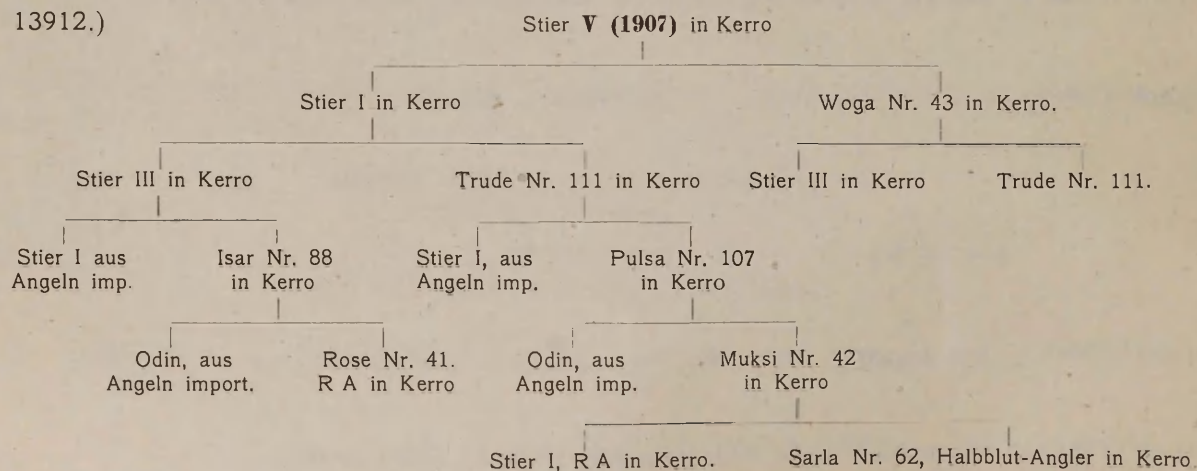 13912.)
Stier V (1907) in Kerro
Stier I in Kerro
Woga Nr. 43 in Kerro.
Stier III in Kerro
Trude Nr. 111 in Kerro
Stier III in Kerro
Trude Nr. 111.
Stier I aus
Angeln imp.
Isar Nr. 88
in Kerro
Stier I, aus
Angeln imp.
Pulsa Nr. 107
in Kerro
Odin, aus
Angeln import.
Rose Nr. 41.
R A in Kerro
Odin, aus
Angeln imp.
Muksi Nr. 42
in Kerro
Stier I, R A in Kerro.
Sarla Nr. 62, Halbblut-Angler in Kerro